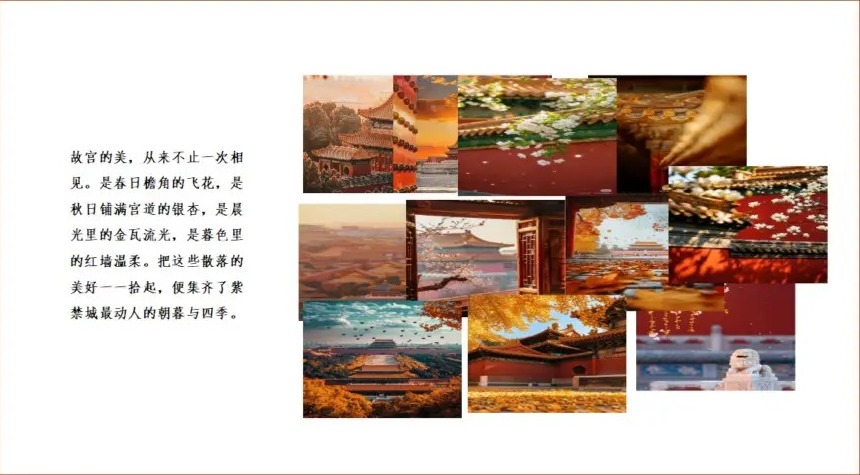 故宫的美，从来不止一次相
见。是春日檐角的飞花，是
秋日铺满宫道的银杏，是晨
光里的金瓦流光，是暮色里
的红墙温柔。把这些散落的
美好一一拾起，便集齐了紫
禁城最动人的朝暮与四季。